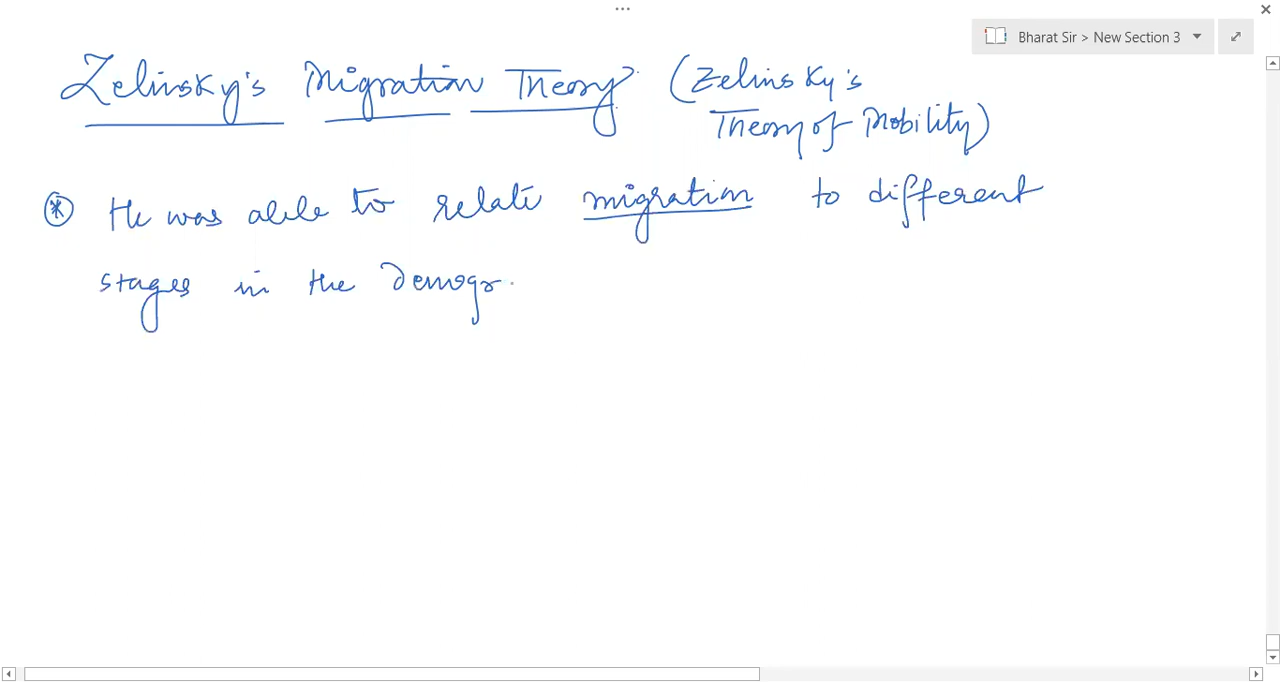 Bharat Sir > New Section 3
Zelinsky's Migration Theory (Zelinsky's
Theory of Mobility)
* He was able to relate migration to different
stages in the Demogr